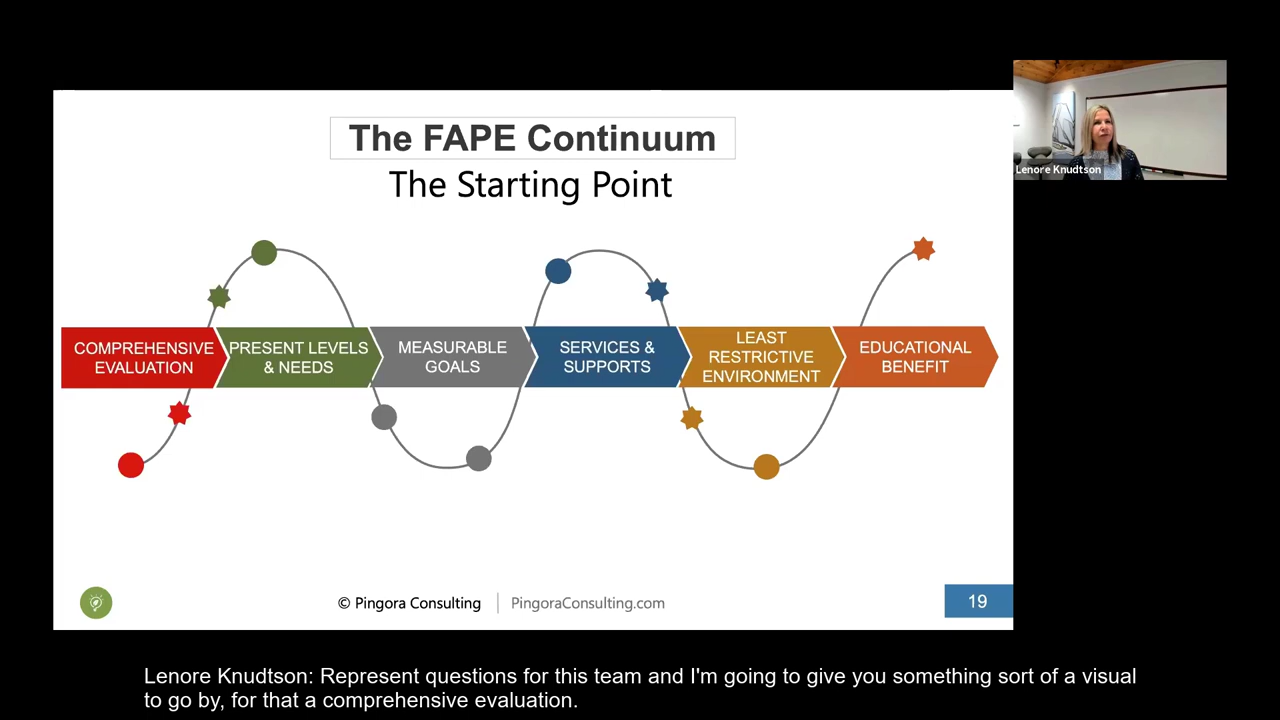 The FAPE Continuum
The Starting Point
Lenore Knudtson
COMPREHENSIVE
EVALUATION
PRESENT LEVELS
& NEEDS
MEASURABLE
GOALS
SERVICES &
SUPPORTS
LEAST
RESTRICTIVE
ENVIRONMENT
EDUCATIONAL
BENEFIT
© Pingora Consulting
PingoraConsulting.com
19
Lenore Knudtson: Represent questions for this team and I'm going to give you something sort of a visual
to go by, for that a comprehensive evaluation.